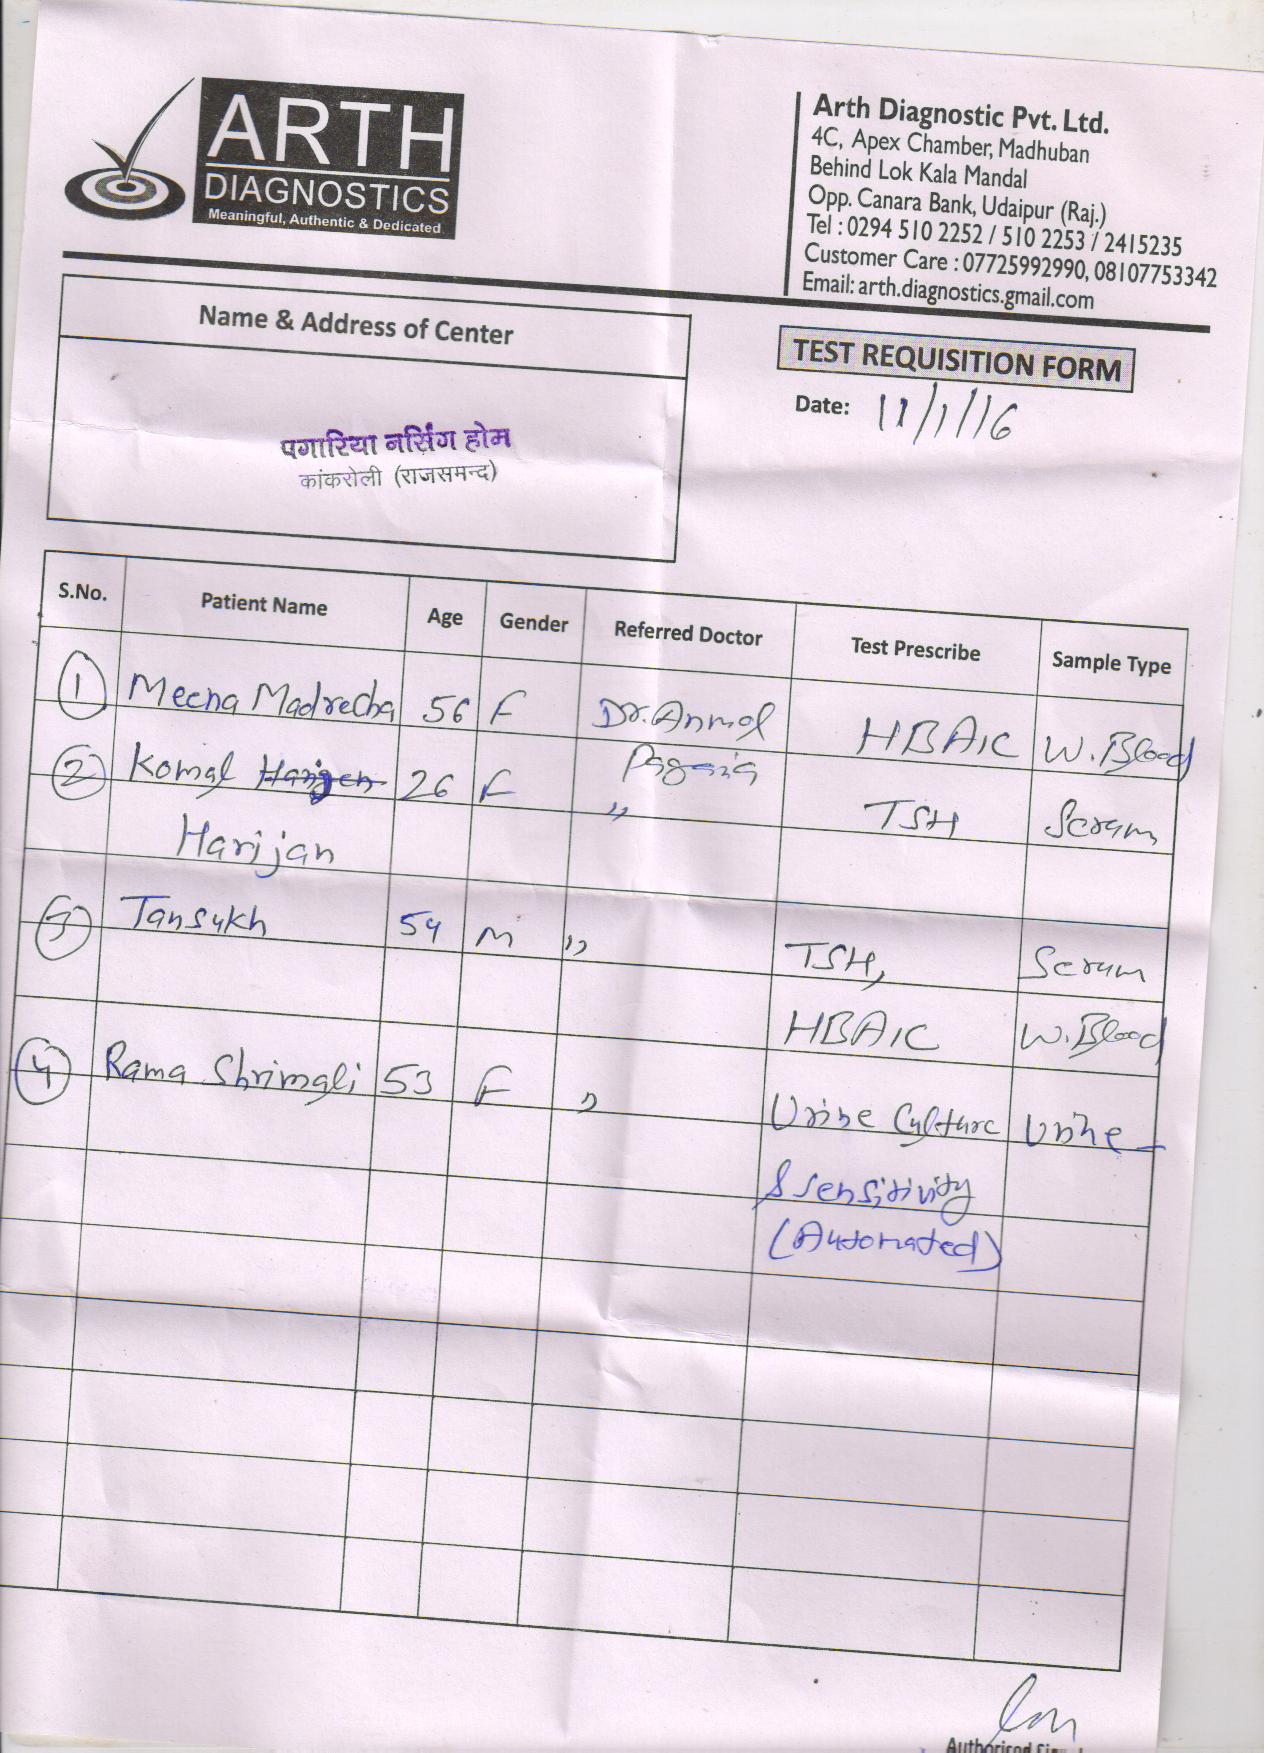 ARTH
DIAGNOSTICS
Meaningful, Authentic & Dedicated
Arth Diagnostic Pvt. Ltd.
4C, Apex Chamber, Madhuban
Behind Lok Kala Mandal
Opp. Canara Bank, Udaipur (Raj.)
Tel : 0294 510 2252 / 510 2253 / 2415235
Customer Care : 07725992990, 08107753342
Email: arth.diagnostics.gmail.com
Name & Address of Center
पगारिया नर्सिंग होम
कांकरोली (राजसमन्द)
TEST REQUISITION FORM
Date: 11/1/16
S.No. Patient Name Age Gender Referred Doctor Test Prescribe Sample Type
1 Meena Madrecha 56 F Dr. Anmol HBA1C W. Blood
Pagaria
2 Komal 26 F " TSH Serum
Harijan
3 Tansukh 54 M " TSH, Serum
HBA1C W. Blood
4 Rama Shrimali 53 F " Urine Culture Urine
& sensitivity
(Automated)
Authorised